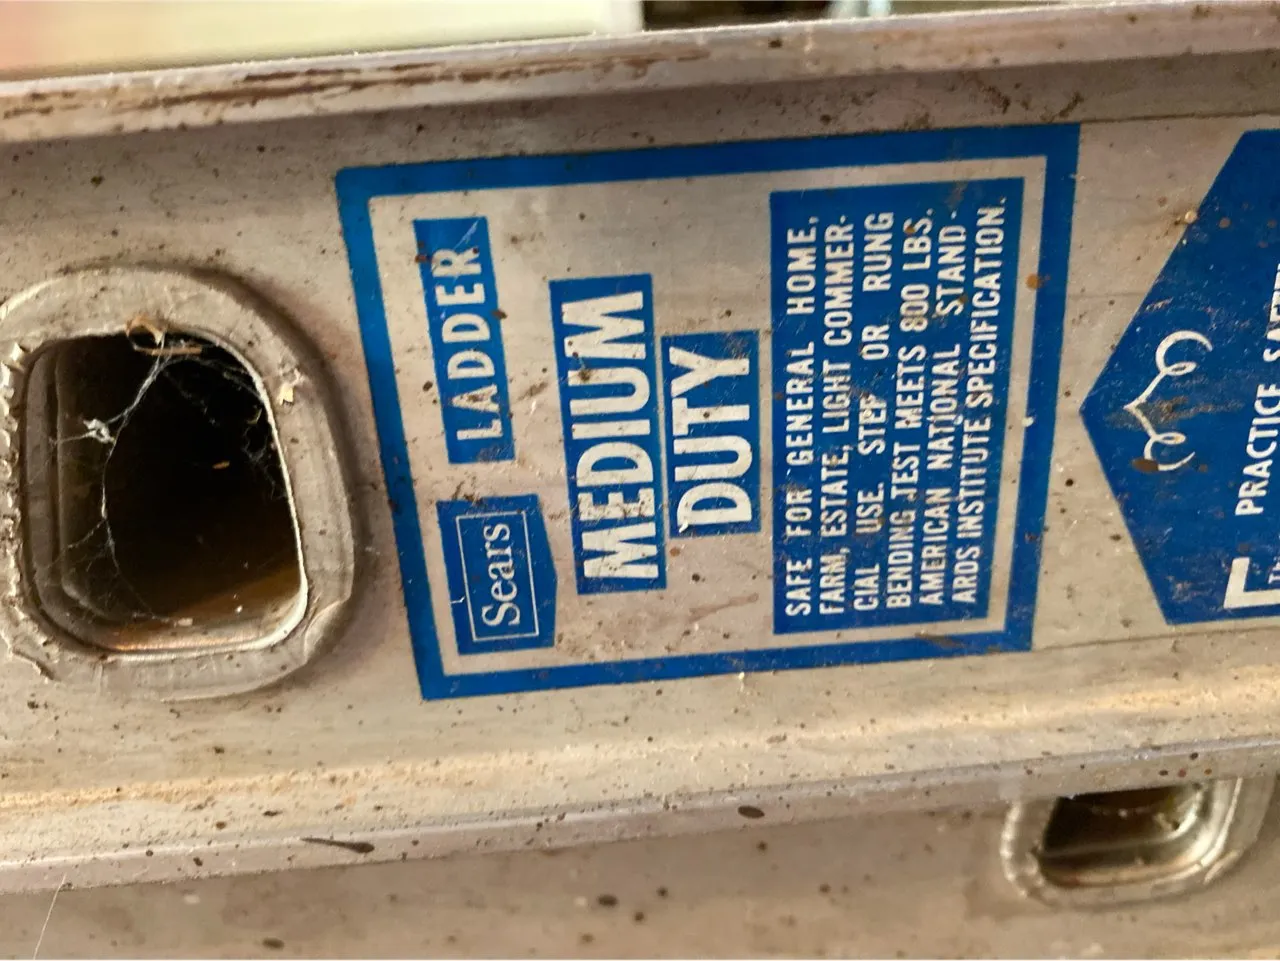 Sears LADDER
MEDIUM
DUTY
SAFE FOR GENERAL HOME,
FARM, ESTATE, LIGHT COMMER-
CIAL USE. STEP OR RUNG
BENDING TEST MEETS 800 LBS.
AMERICAN NATIONAL STAND-
ARDS INSTITUTE SPECIFICATION.
PRACTICE